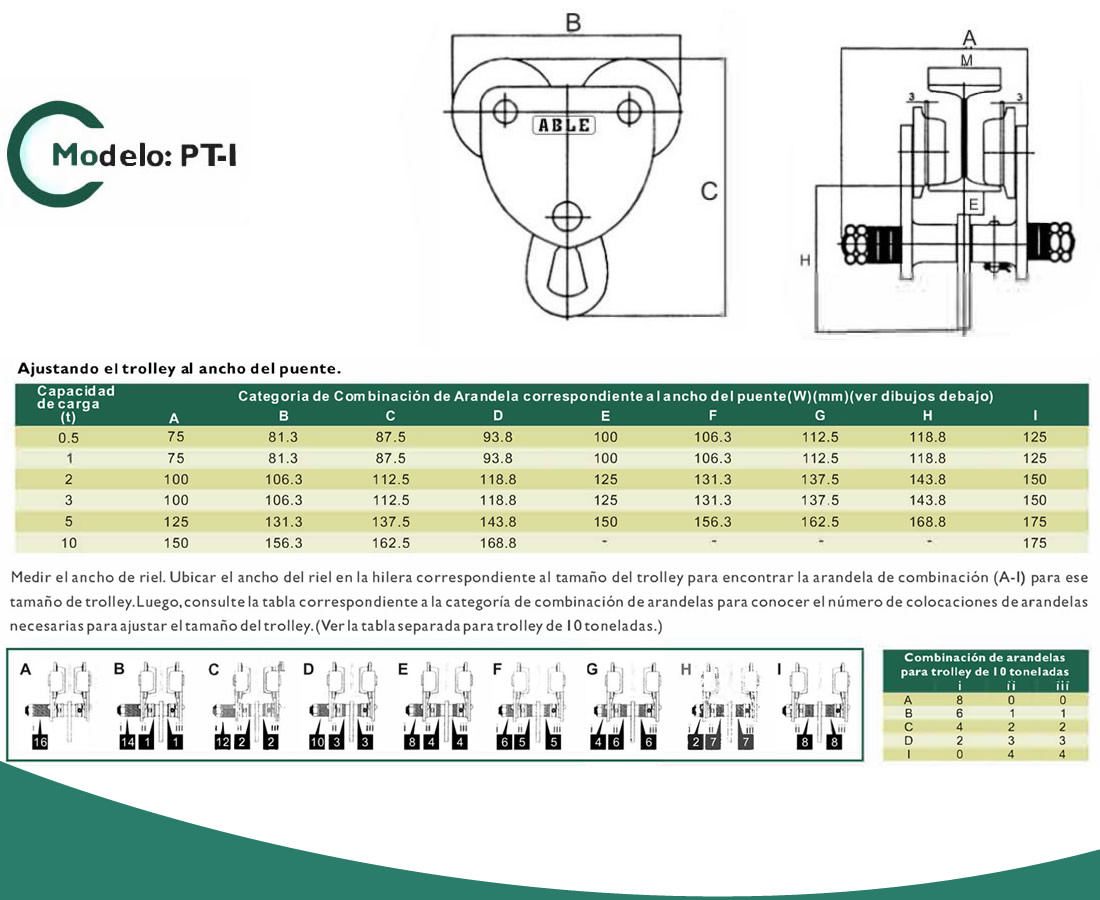 B
A
M
3
3
ABLE
Modelo: PT-I
C
E
H
Ajustando el trolley al ancho del puente.
Capacidad de carga (t) Categoria de Combinación de Arandela correspondiente al ancho del puente(W)(mm)(ver dibujos debajo)
A B C D E F G H I
0.5 75 81.3 87.5 93.8 100 106.3 112.5 118.8 125
1 75 81.3 87.5 93.8 100 106.3 112.5 118.8 125
2 100 106.3 112.5 118.8 125 131.3 137.5 143.8 150
3 100 106.3 112.5 118.8 125 131.3 137.5 143.8 150
5 125 131.3 137.5 143.8 150 156.3 162.5 168.8 175
10 150 156.3 162.5 168.8 - - - - 175
Medir el ancho de riel. Ubicar el ancho del riel en la hilera correspondiente al tamaño del trolley para encontrar la arandela de combinación (A-I) para ese
tamaño de trolley.Luego,consulte la tabla correspondiente a la categoría de combinación de arandelas para conocer el número de colocaciones de arandelas
necesarias para ajustar el tamaño del trolley.(Ver la tabla separada para trolley de 10 toneladas.)
A B C D E F G H I
16 14 1 1 12 2 2 10 3 3 8 4 4 6 5 5 4 6 6 2 7 7 8 8
Combinación de arandelas
para trolley de 10 toneladas
i ii iii
A 8 0 0
B 6 1 1
C 4 2 2
D 2 3 3
I 0 4 4